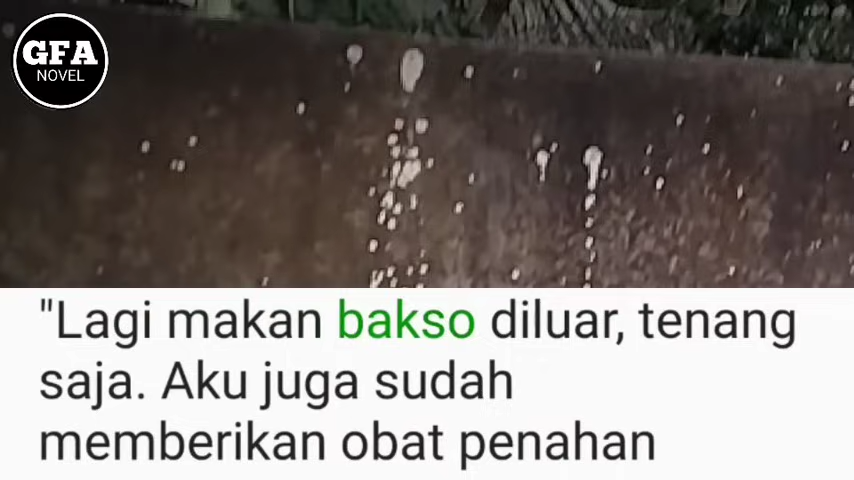 GFA
NOVEL
"Lagi makan bakso diluar, tenang
saja. Aku juga sudah
memberikan obat penahan